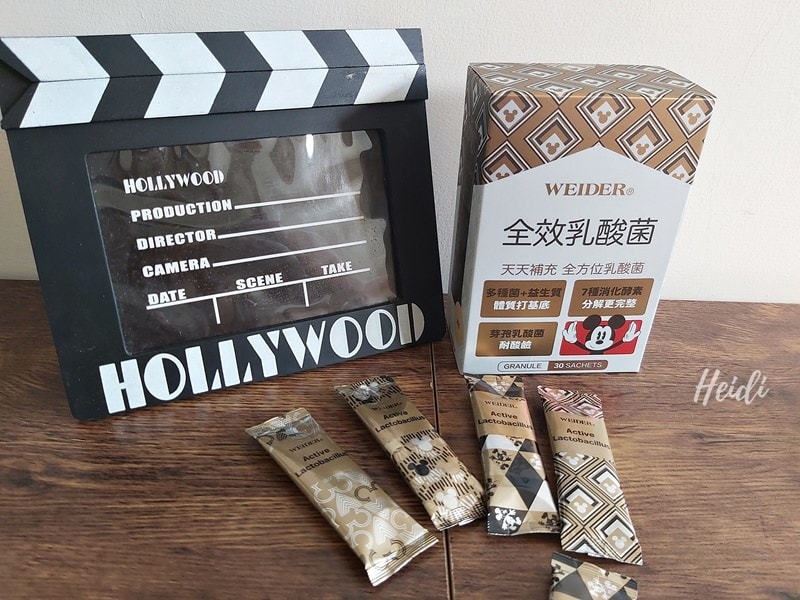 HOLLYWOOD
PRODUCTION
DIRECTOR
CAMERA
DATE SCENE TAKE
HOLLYWOOD
WEIDER®
全效乳酸菌
天天補充 全方位乳酸菌
多種菌+益生質
體質打基底
7種消化酵素
分解更完整
芽孢乳酸菌
耐酸鹼
GRANULE 30 SACHETS
WEIDER
Active
Lactobacillus
WEIDER
Active
Lactobacillus
WEIDER
Active
Lactobacillus
WEIDER
Active
Lactobacillus
Heidi